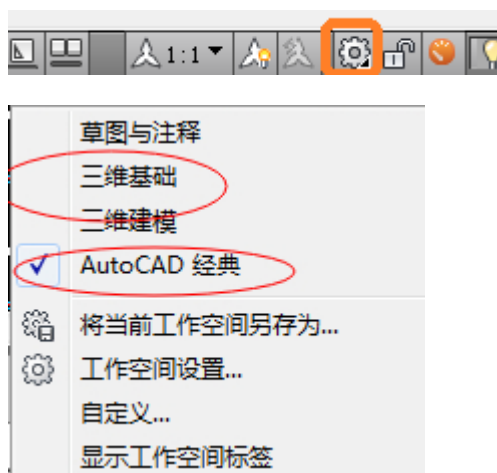 1:1
草图与注释
三维基础
三维建模
AutoCAD 经典
将当前工作空间另存为...
工作空间设置...
自定义...
显示工作空间标签